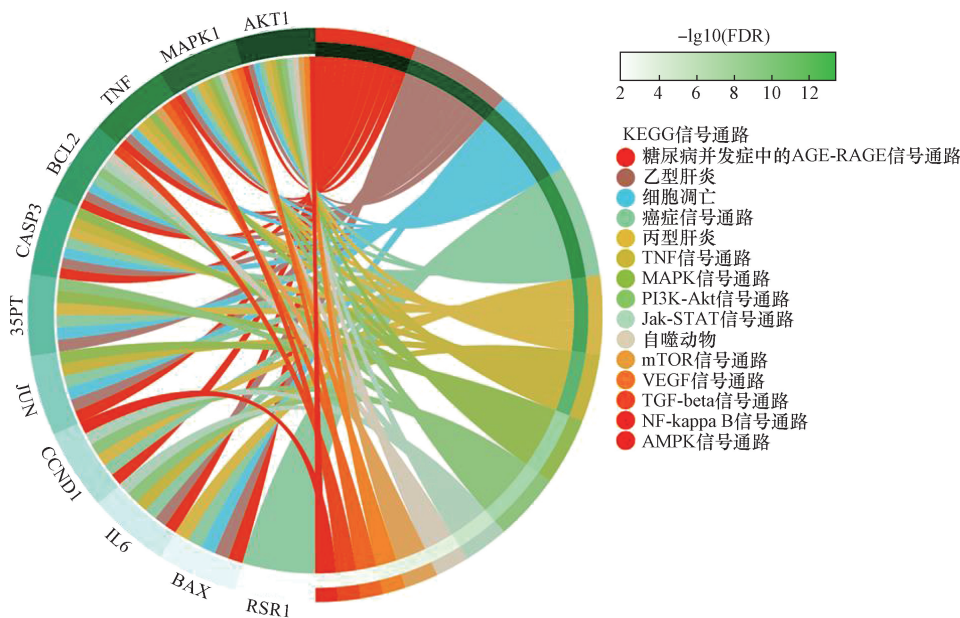 AKT1
MAPK1
TNF
BCL2
CASP3
35PT
JUN
CCND1
IL6
BAX
RSR1
−lg10(FDR)
2 4 6 8 10 12
KEGG信号通路
糖尿病并发症中的AGE-RAGE信号通路
乙型肝炎
细胞凋亡
癌症信号通路
丙型肝炎
TNF信号通路
MAPK信号通路
PI3K-Akt信号通路
Jak-STAT信号通路
自噬动物
mTOR信号通路
VEGF信号通路
TGF-beta信号通路
NF-kappa B信号通路
AMPK信号通路